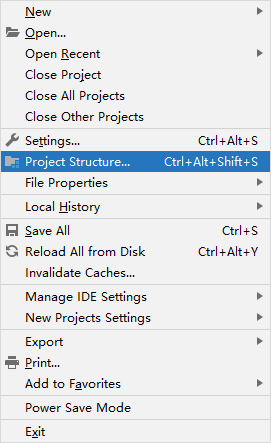 New
Open...
Open Recent
Close Project
Close All Projects
Close Other Projects
Settings... Ctrl+Alt+S
Project Structure... Ctrl+Alt+Shift+S
File Properties
Local History
Save All Ctrl+S
Reload All from Disk Ctrl+Alt+Y
Invalidate Caches...
Manage IDE Settings
New Projects Settings
Export
Print...
Add to Favorites
Power Save Mode
Exit